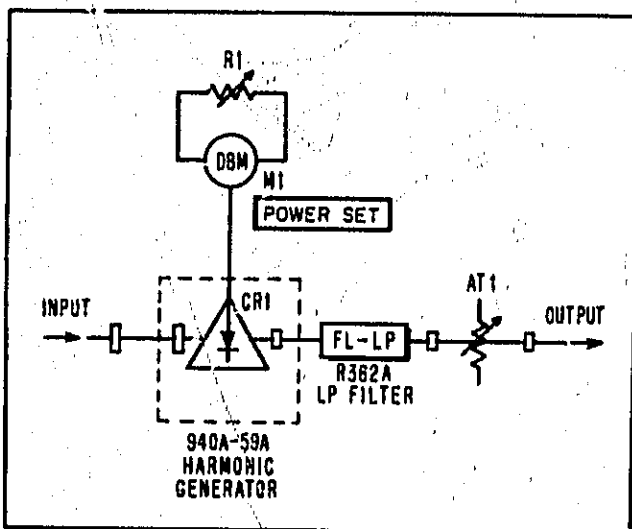 R1
DBM
M1
POWER SET
INPUT
CR1
AT1
OUTPUT
FL-LP
R362A
LP FILTER
940A-59A
HARMONIC
GENERATOR